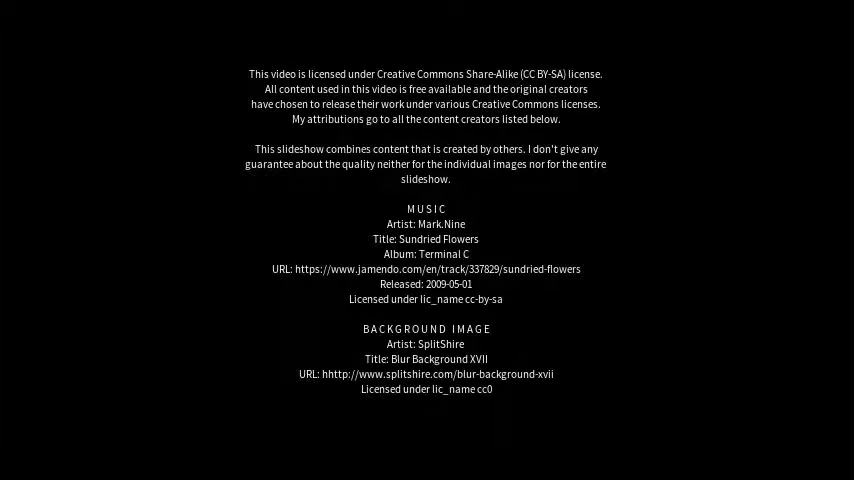 This video is licensed under Creative Commons Share-Alike (CC BY-SA) license.
All content used in this video is free available and the original creators
have chosen to release their work under various Creative Commons licenses.
My attributions go to all the content creators listed below.
This slideshow combines content that is created by others. I don't give any
guarantee about the quality neither for the individual images nor for the entire
slideshow.
MUSIC
Artist: Mark.Nine
Title: Sundried Flowers
Album: Terminal C
URL: https://www.jamendo.com/en/track/337829/sundried-flowers
Released: 2009-05-01
Licensed under lic_name cc-by-sa
BACKGROUND IMAGE
Artist: SplitShire
Title: Blur Background XVII
URL: hhttp://www.splitshire.com/blur-background-xvii
Licensed under lic_name cc0